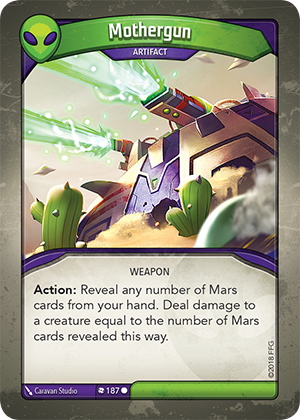 Mothergun
ARTIFACT
WEAPON
Action: Reveal any number of Mars
cards from your hand. Deal damage to
a creature equal to the number of Mars
cards revealed this way.
©2018 FFG
Caravan Studio
187